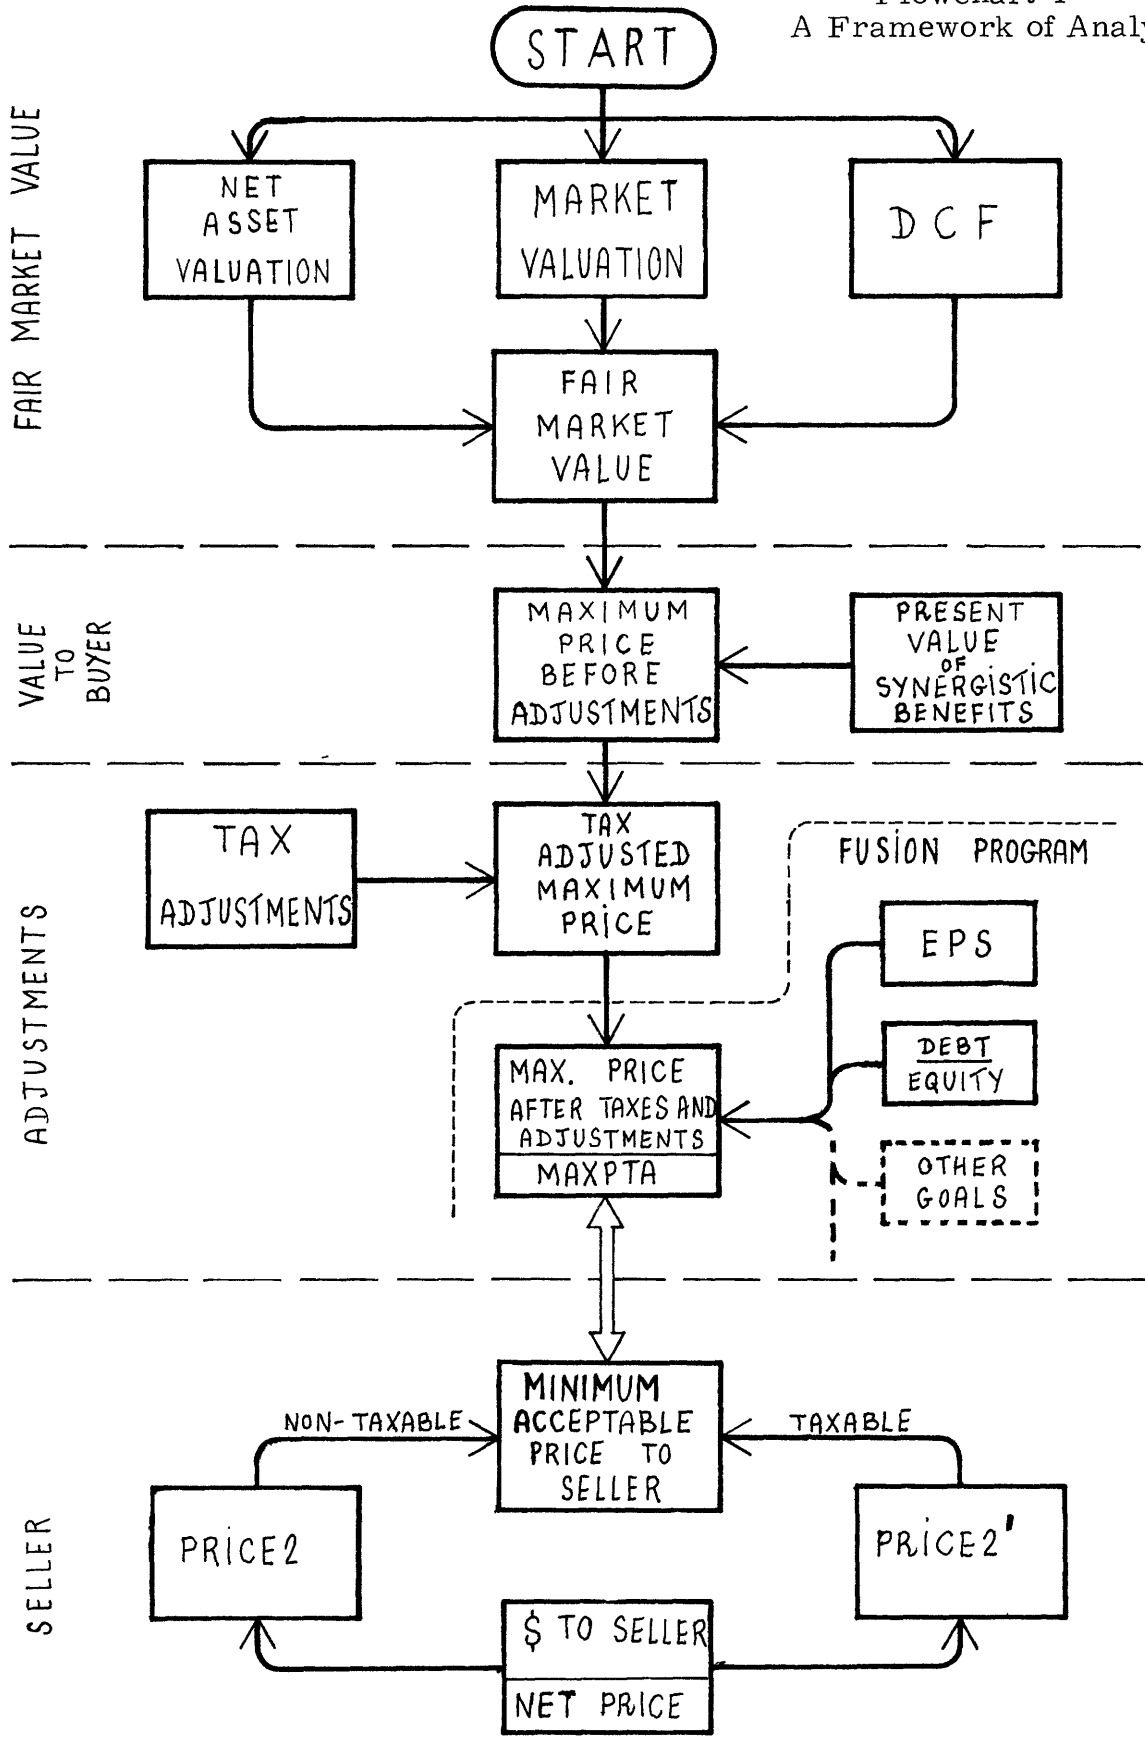 A Framework of Analy
START
FAIR MARKET VALUE
NET
ASSET
VALUATION
MARKET
VALUATION
DCF
FAIR
MARKET
VALUE
VALUE
TO
BUYER
MAXIMUM
PRICE
BEFORE
ADJUSTMENTS
PRESENT
VALUE
OF
SYNERGISTIC
BENEFITS
ADJUSTMENTS
TAX
ADJUSTMENTS
TAX
ADJUSTED
MAXIMUM
PRICE
FUSION PROGRAM
EPS
DEBT
EQUITY
OTHER
GOALS
MAX. PRICE
AFTER TAXES AND
ADJUSTMENTS
MAXPTA
SELLER
MINIMUM
ACCEPTABLE
PRICE TO
SELLER
NON-TAXABLE
TAXABLE
PRICE2
PRICE2'
$ TO SELLER
NET PRICE